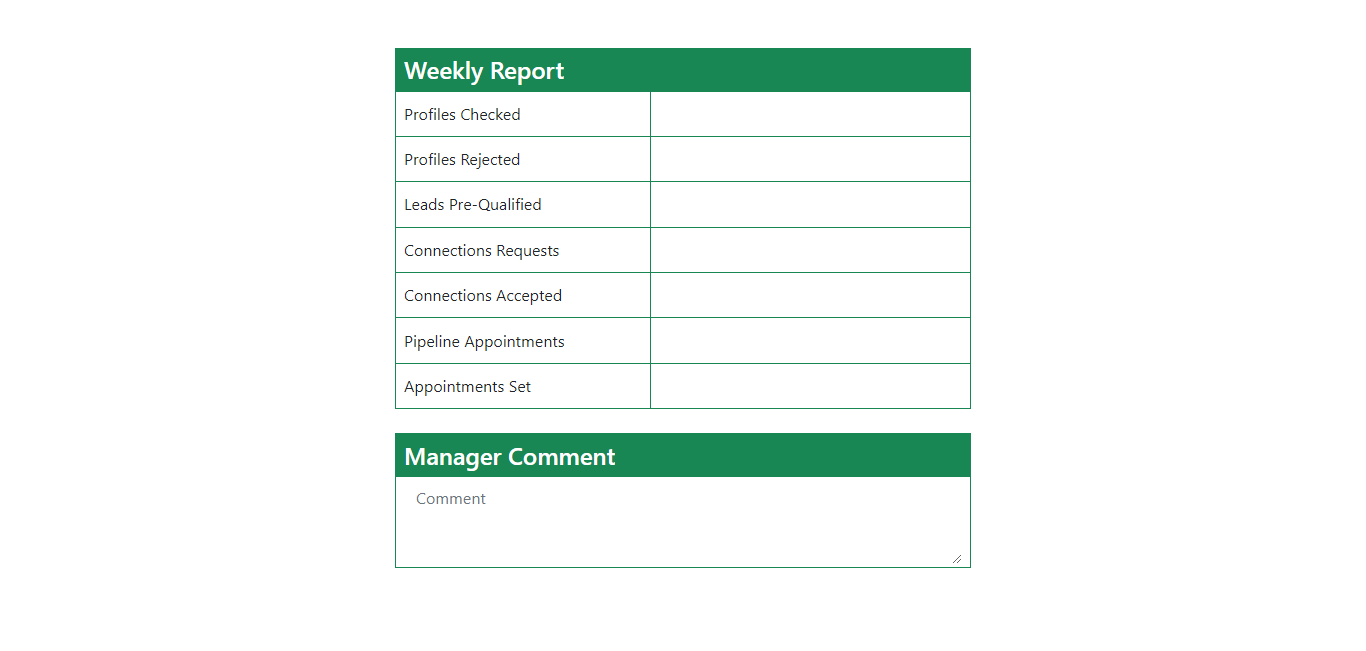 Weekly Report
Profiles Checked
Profiles Rejected
Leads Pre-Qualified
Connections Requests
Connections Accepted
Pipeline Appointments
Appointments Set
Manager Comment
Comment